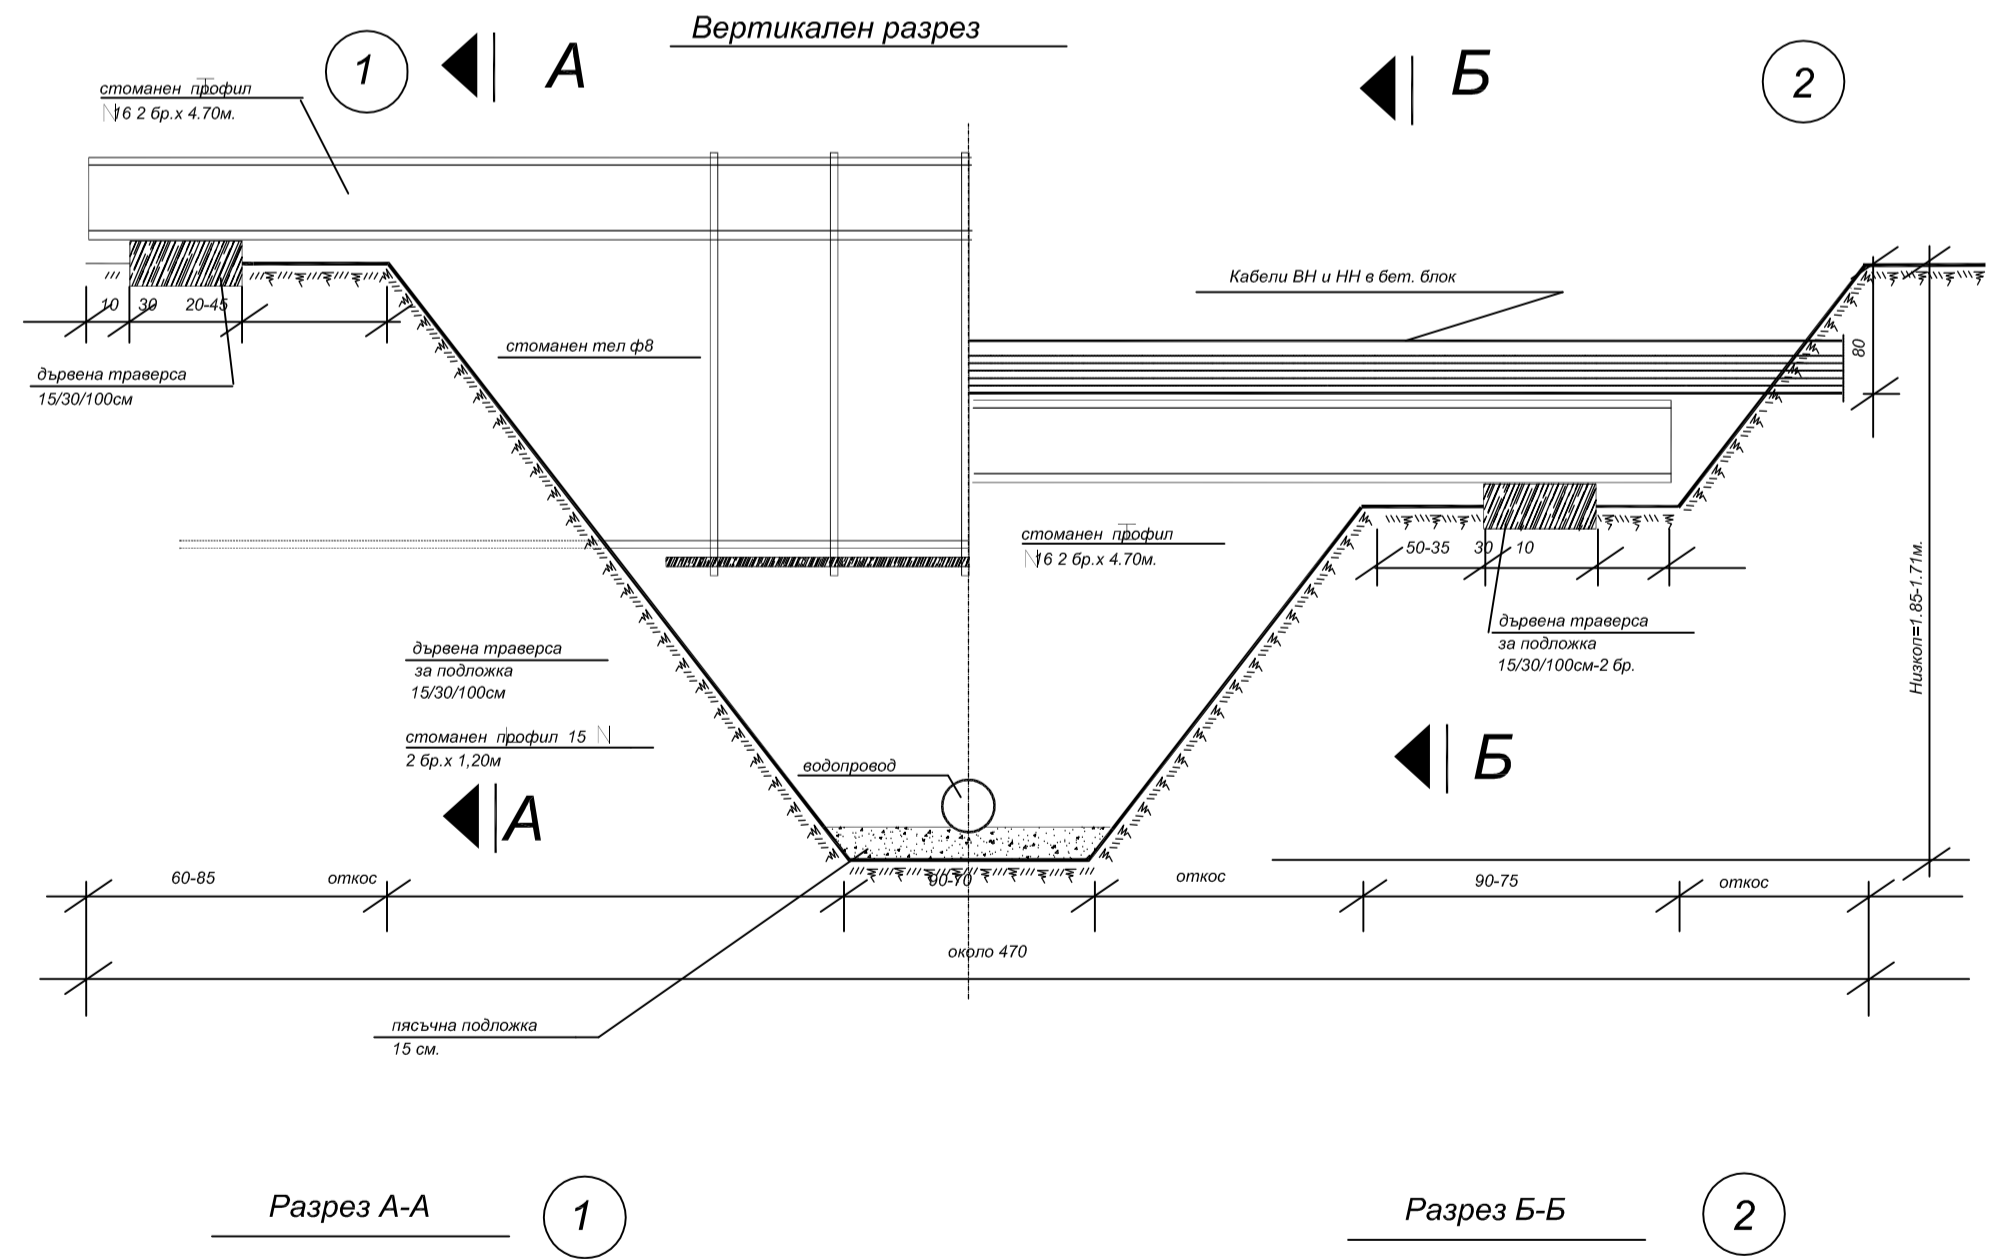 Вертикален разрез
1
А
Б
2
стоманен профил
N16 2 бр.х 4.70м.
Кабели ВН и НН в бет. блок
10 30 20-45
80
стоманен тел ф8
дървена траверса
15/30/100см
стоманен профил
N16 2 бр.х 4.70м.
50-35 30 10
Низкоп=1.85-1.71м.
дървена траверса
за подложка
15/30/100см-2 бр.
дървена траверса
за подложка
15/30/100см
стоманен профил 15 N
2 бр.х 1,20м
водопровод
Б
А
60-85 откос 90-70 откос 90-75 откос
около 470
пясъчна подложка
15 см.
Разрез А-А 1
Разрез Б-Б 2